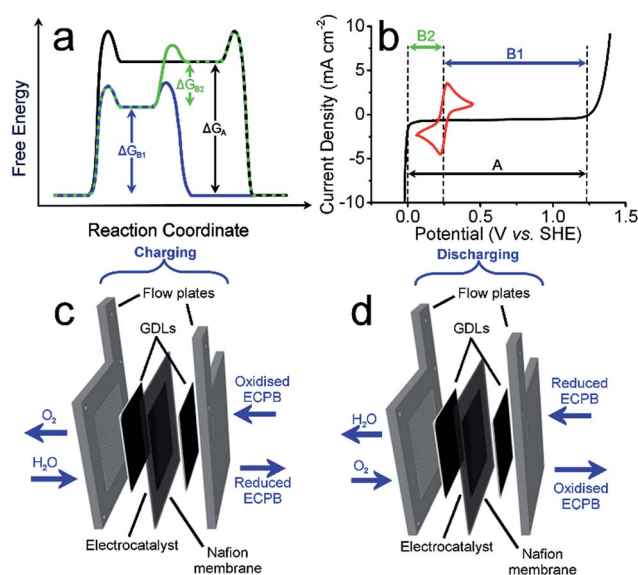 a
Free Energy
ΔG_B1
ΔG_B2
ΔG_A
Reaction Coordinate
b
B2
B1
A
Current Density (mA cm⁻²)
10
5
0
-5
-10
0.0
0.5
1.0
1.5
Potential (V vs. SHE)
Charging
c
Flow plates
GDLs
O₂
H₂O
Oxidised
ECPB
Reduced
ECPB
Electrocatalyst
Nafion
membrane
Discharging
d
Flow plates
GDLs
H₂O
O₂
Reduced
ECPB
Oxidised
ECPB
Electrocatalyst
Nafion
membrane